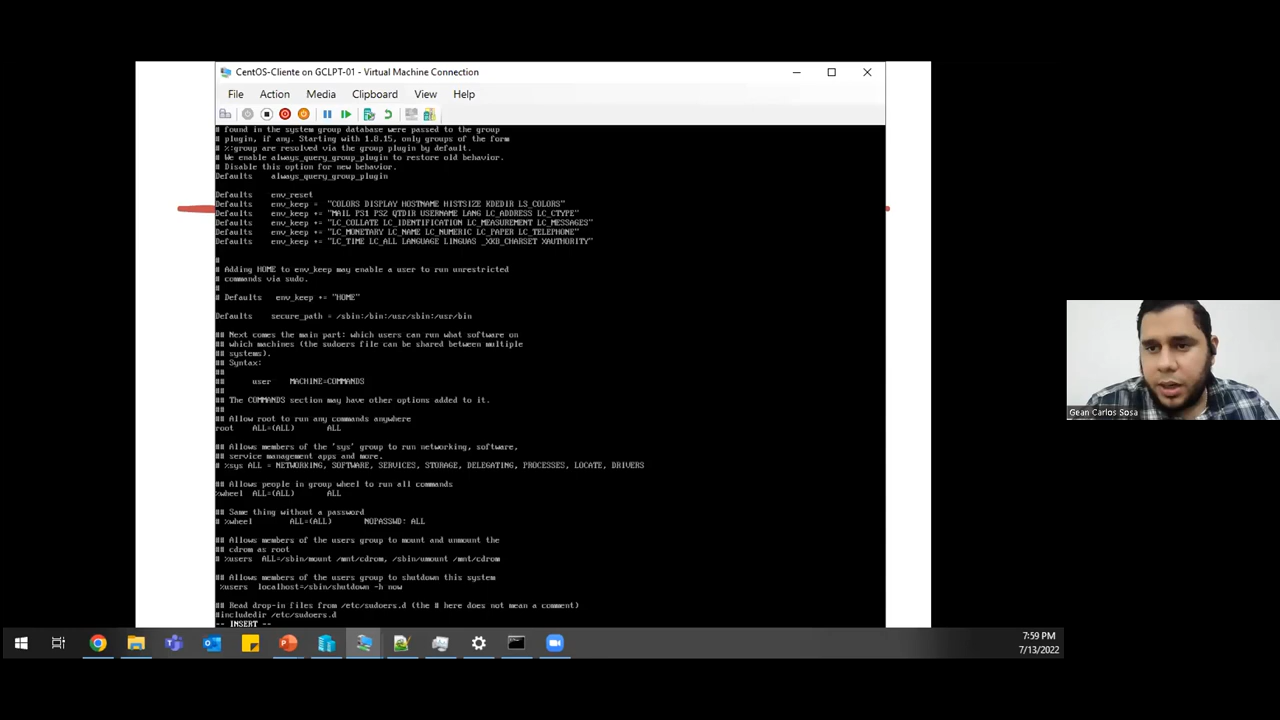 CentOS-Cliente on GCLPT-01 - Virtual Machine Connection
File Action Media Clipboard View Help
# found in the system group database were passed to the group
# plugin, if any. Starting with 1.8.15, only groups of the form
# %:group are resolved via the group plugin by default.
# We enable always_query_group_plugin to restore old behavior.
# Disable this option for new behavior.
Defaults    always_query_group_plugin
Defaults    env_reset
Defaults    env_keep =  "COLORS DISPLAY HOSTNAME HISTSIZE KDEDIR LS_COLORS"
Defaults    env_keep += "MAIL PS1 PS2 QTDIR USERNAME LANG LC_ADDRESS LC_CTYPE"
Defaults    env_keep += "LC_COLLATE LC_IDENTIFICATION LC_MEASUREMENT LC_MESSAGES"
Defaults    env_keep += "LC_MONETARY LC_NAME LC_NUMERIC LC_PAPER LC_TELEPHONE"
Defaults    env_keep += "LC_TIME LC_ALL LANGUAGE LINGUAS _XKB_CHARSET XAUTHORITY"
#
# Adding HOME to env_keep may enable a user to run unrestricted
# commands via sudo.
#
# Defaults   env_keep += "HOME"
Defaults    secure_path = /sbin:/bin:/usr/sbin:/usr/bin
## Next comes the main part: which users can run what software on
## which machines (the sudoers file can be shared between multiple
## systems).
## Syntax:
##
##      user    MACHINE=COMMANDS
##
## The COMMANDS section may have other options added to it.
##
## Allow root to run any commands anywhere
root    ALL=(ALL)       ALL
## Allows members of the 'sys' group to run networking, software,
## service management apps and more.
# %sys ALL = NETWORKING, SOFTWARE, SERVICES, STORAGE, DELEGATING, PROCESSES, LOCATE, DRIVERS
## Allows people in group wheel to run all commands
%wheel  ALL=(ALL)       ALL
## Same thing without a password
# %wheel        ALL=(ALL)       NOPASSWD: ALL
## Allows members of the users group to mount and unmount the
## cdrom as root
# %users  ALL=/sbin/mount /mnt/cdrom, /sbin/umount /mnt/cdrom
## Allows members of the users group to shutdown this system
 %users  localhost=/sbin/shutdown -h now
## Read drop-in files from /etc/sudoers.d (the # here does not mean a comment)
#includedir /etc/sudoers.d
-- INSERT --
Gean Carlos Sosa
7:59 PM
7/13/2022